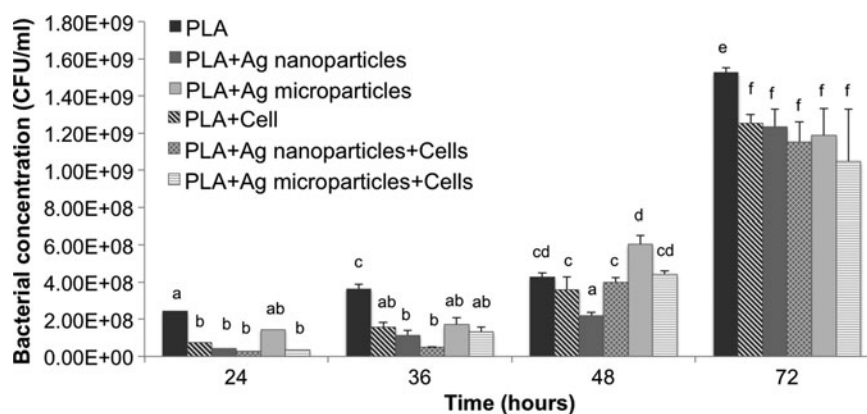 Bacterial concentration (CFU/ml)
1.80E+09
1.60E+09
1.40E+09
1.20E+09
1.00E+09
8.00E+08
6.00E+08
4.00E+08
2.00E+08
0.00E+00
PLA
PLA+Ag nanoparticles
PLA+Ag microparticles
PLA+Cell
PLA+Ag nanoparticles+Cells
PLA+Ag microparticles+Cells
a b b b ab b
c ab b b ab ab
cd c a c d cd
e f f f f f
24 36 48 72
Time (hours)